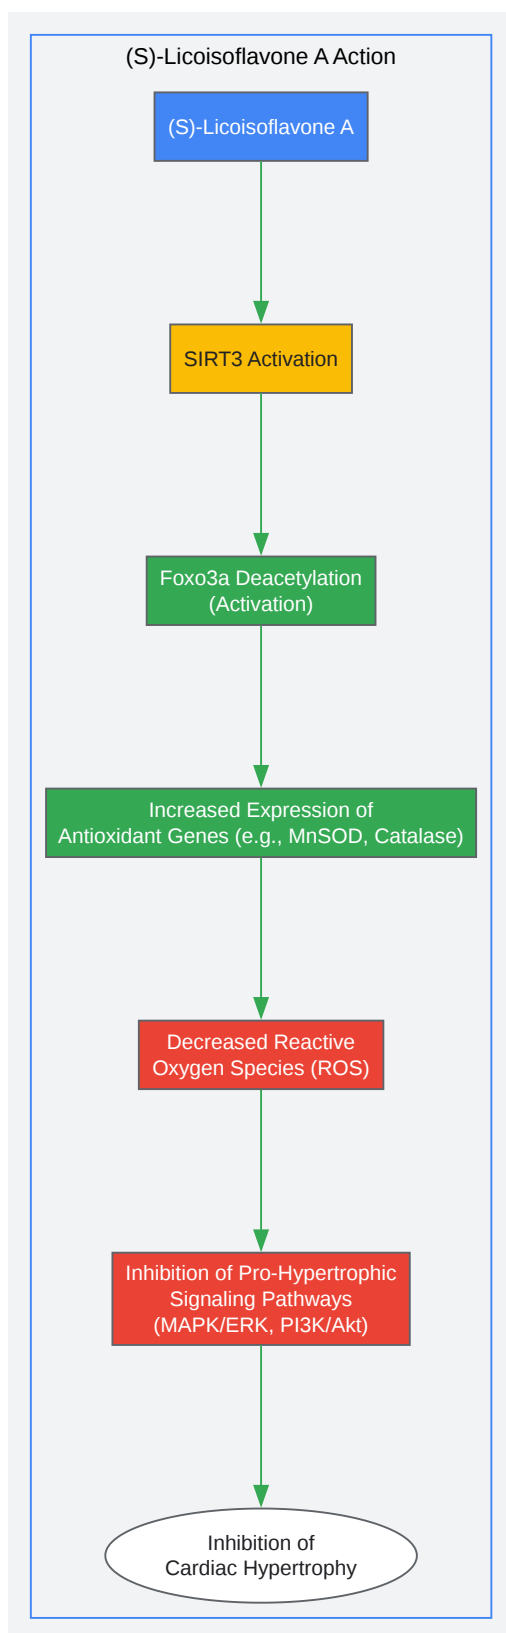 (S)-Licoisoflavone A Action
(S)-Licoisoflavone A
SIRT3 Activation
Foxo3a Deacetylation
(Activation)
Increased Expression of
Antioxidant Genes (e.g., MnSOD, Catalase)
Decreased Reactive
Oxygen Species (ROS)
Inhibition of Pro-Hypertrophic
Signaling Pathways
(MAPK/ERK, PI3K/Akt)
Inhibition of
Cardiac Hypertrophy